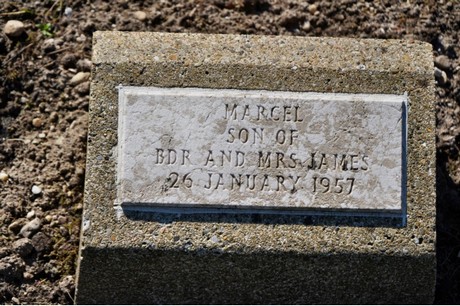 MARCEL
SON OF
BDR AND MRS JAMES
26 JANUARY 1957